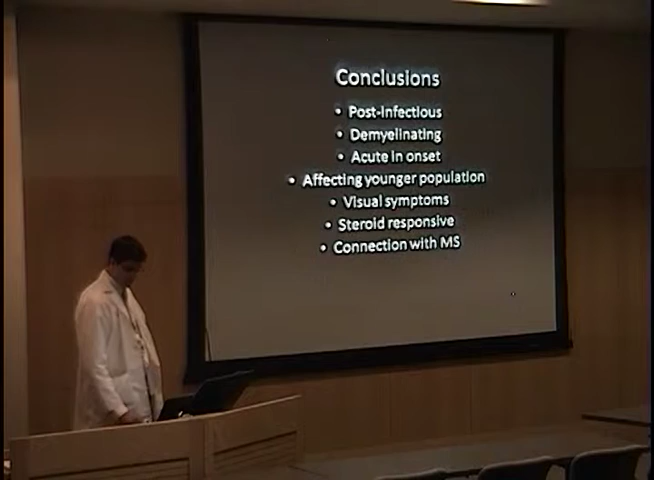 Conclusions
• Post-infectious
• Demyelinating
• Acute in onset
• Affecting younger population
• Visual symptoms
• Steroid responsive
• Connection with MS